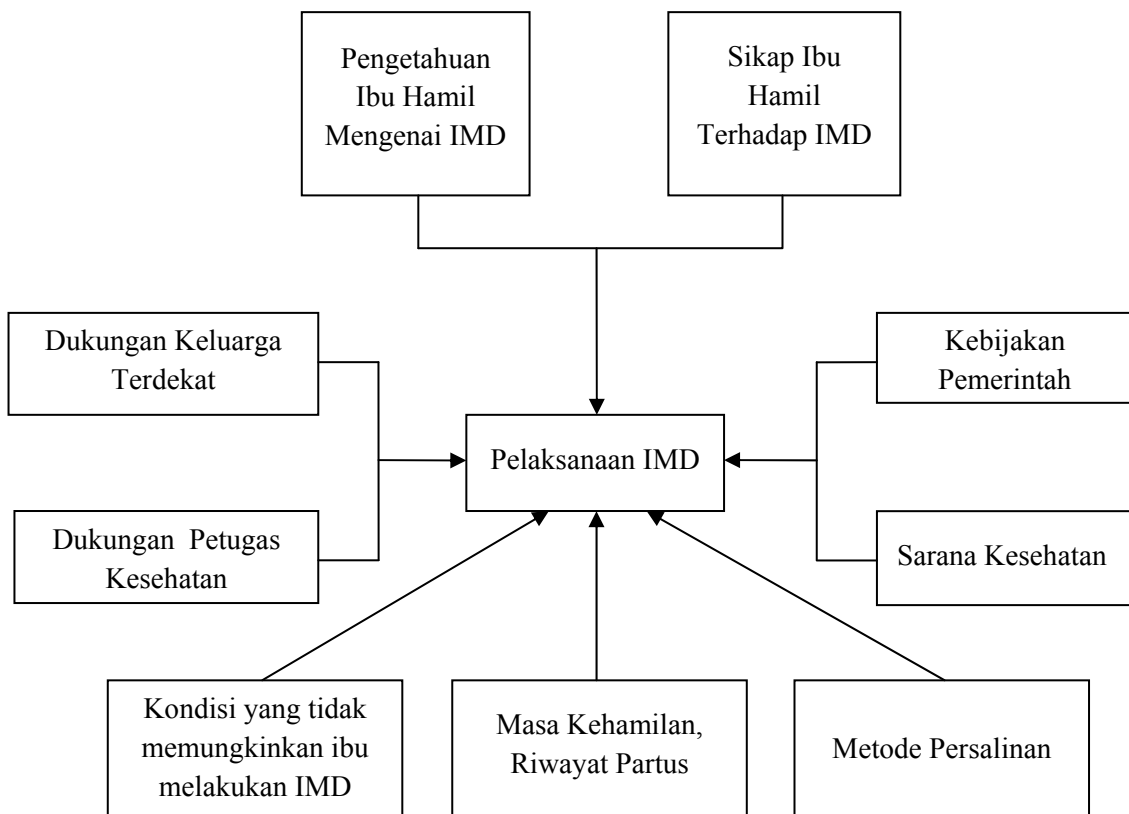 Pengetahuan
Ibu Hamil
Mengenai IMD
Sikap Ibu
Hamil
Terhadap IMD
Dukungan Keluarga
Terdekat
Kebijakan
Pemerintah
Pelaksanaan IMD
Dukungan  Petugas
Kesehatan
Sarana Kesehatan
Kondisi yang tidak
memungkinkan ibu
melakukan IMD
Masa Kehamilan,
Riwayat Partus
Metode Persalinan